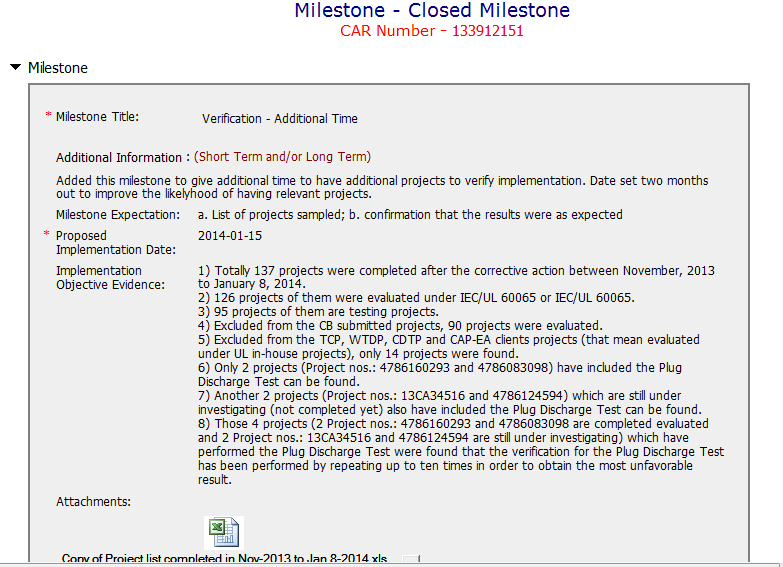 Milestone - Closed Milestone
CAR Number - 133912151
Milestone
* Milestone Title: Verification - Additional Time
Additional Information : (Short Term and/or Long Term)
Added this milestone to give additional time to have additional projects to verify implementation. Date set two months
out to improve the likelyhood of having relevant projects.
Milestone Expectation: a. List of projects sampled; b. confirmation that the results were as expected
* Proposed 2014-01-15
Implementation Date:
Implementation 1) Totally 137 projects were completed after the corrective action between November, 2013
Objective Evidence: to January 8, 2014.
2) 126 projects of them were evaluated under IEC/UL 60065 or IEC/UL 60065.
3) 95 projects of them are testing projects.
4) Excluded from the CB submitted projects, 90 projects were evaluated.
5) Excluded from the TCP, WTDP, CDTP and CAP-EA clients projects (that mean evaluated
under UL in-house projects), only 14 projects were found.
6) Only 2 projects (Project nos.: 4786160293 and 4786083098) have included the Plug
Discharge Test can be found.
7) Another 2 projects (Project nos.: 13CA34516 and 4786124594) which are still under
investigating (not completed yet) also have included the Plug Discharge Test can be found.
8) Those 4 projects (2 Project nos.: 4786160293 and 4786083098 are completed evaluated
and 2 Project nos.: 13CA34516 and 4786124594 are still under investigating) which have
performed the Plug Discharge Test were found that the verification for the Plug Discharge Test
has been performed by repeating up to ten times in order to obtain the most unfavorable
result.
Attachments:
Copy of Project list completed in Nov-2013 to Jan 8-2014.xls